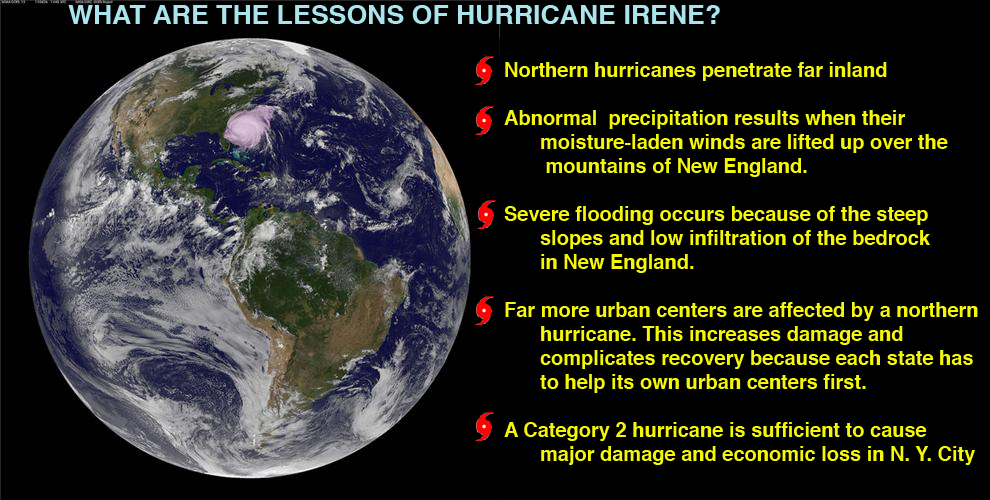 WHAT ARE THE LESSONS OF HURRICANE IRENE?
Northern hurricanes penetrate far inland
Abnormal precipitation results when their
moisture-laden winds are lifted up over the
mountains of New England.
Severe flooding occurs because of the steep
slopes and low infiltration of the bedrock
in New England.
Far more urban centers are affected by a northern
hurricane. This increases damage and
complicates recovery because each state has
to help its own urban centers first.
A Category 2 hurricane is sufficient to cause
major damage and economic loss in N. Y. City